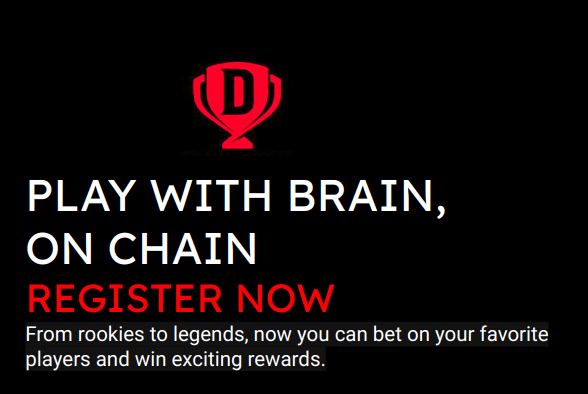 D
PLAY WITH BRAIN,
ON CHAIN
REGISTER NOW
From rookies to legends, now you can bet on your favorite
players and win exciting rewards.